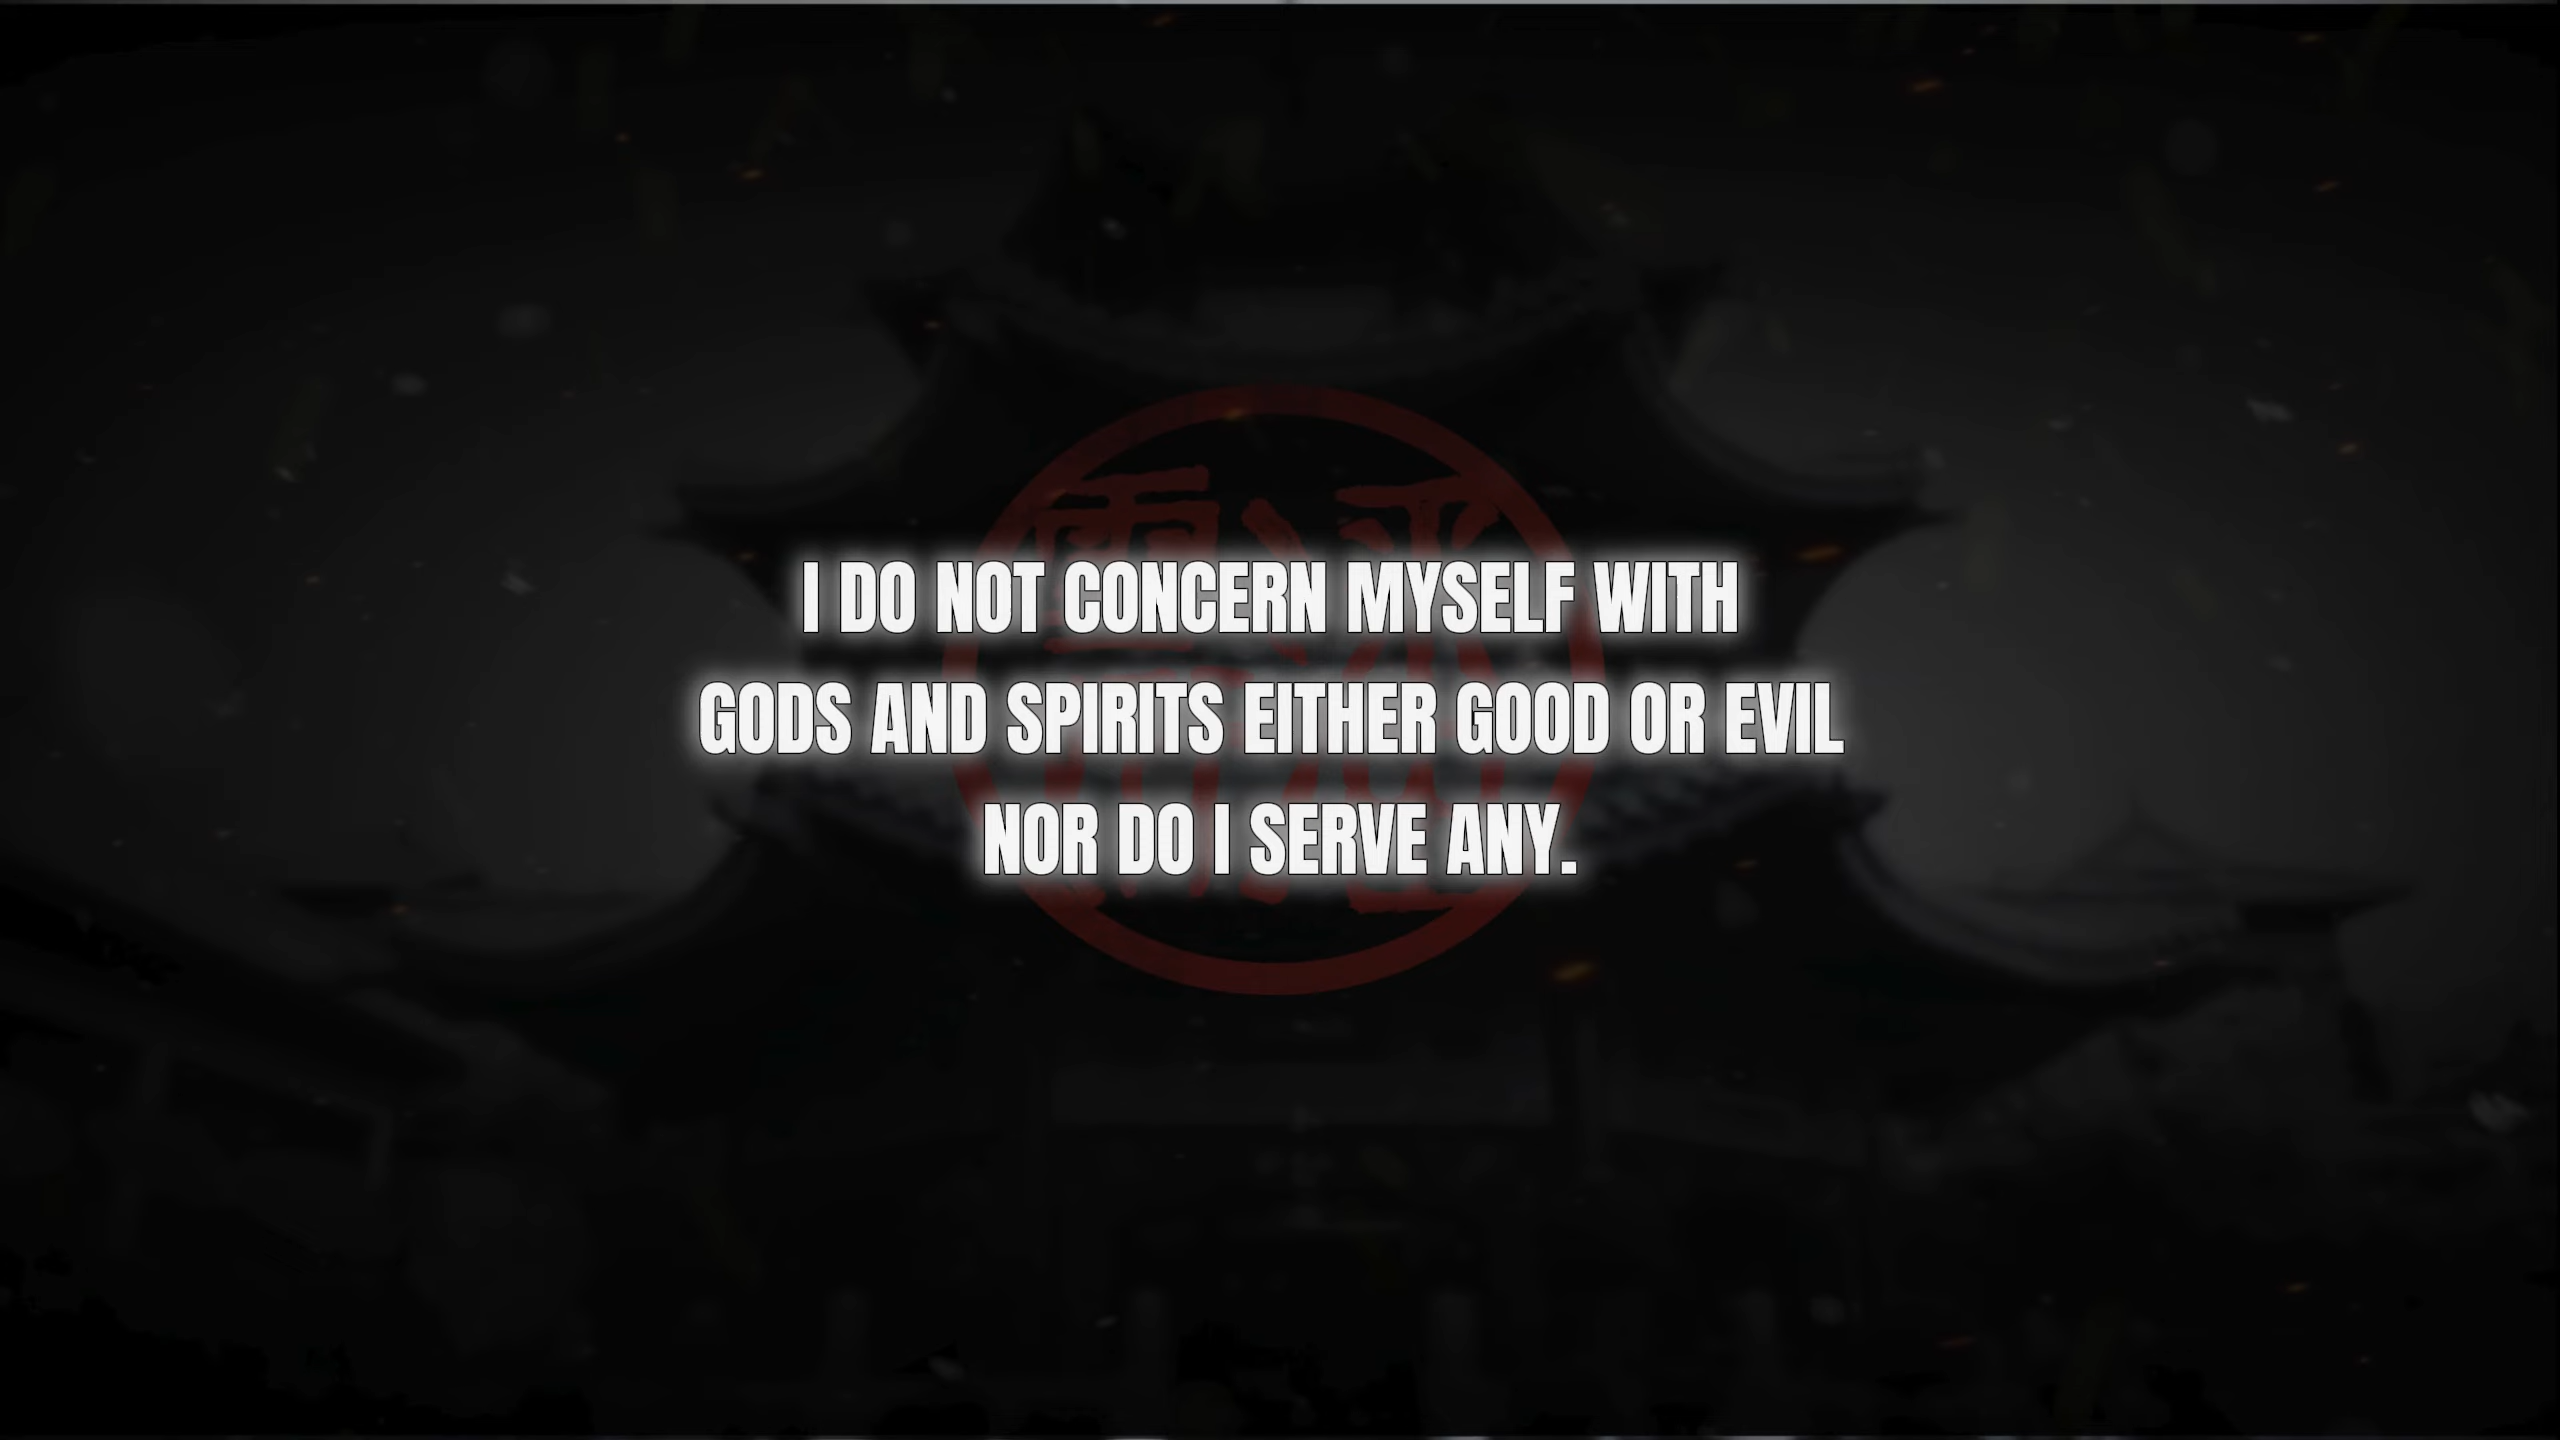 I DO NOT CONCERN MYSELF WITH
GODS AND SPIRITS EITHER GOOD OR EVIL
NOR DO I SERVE ANY.